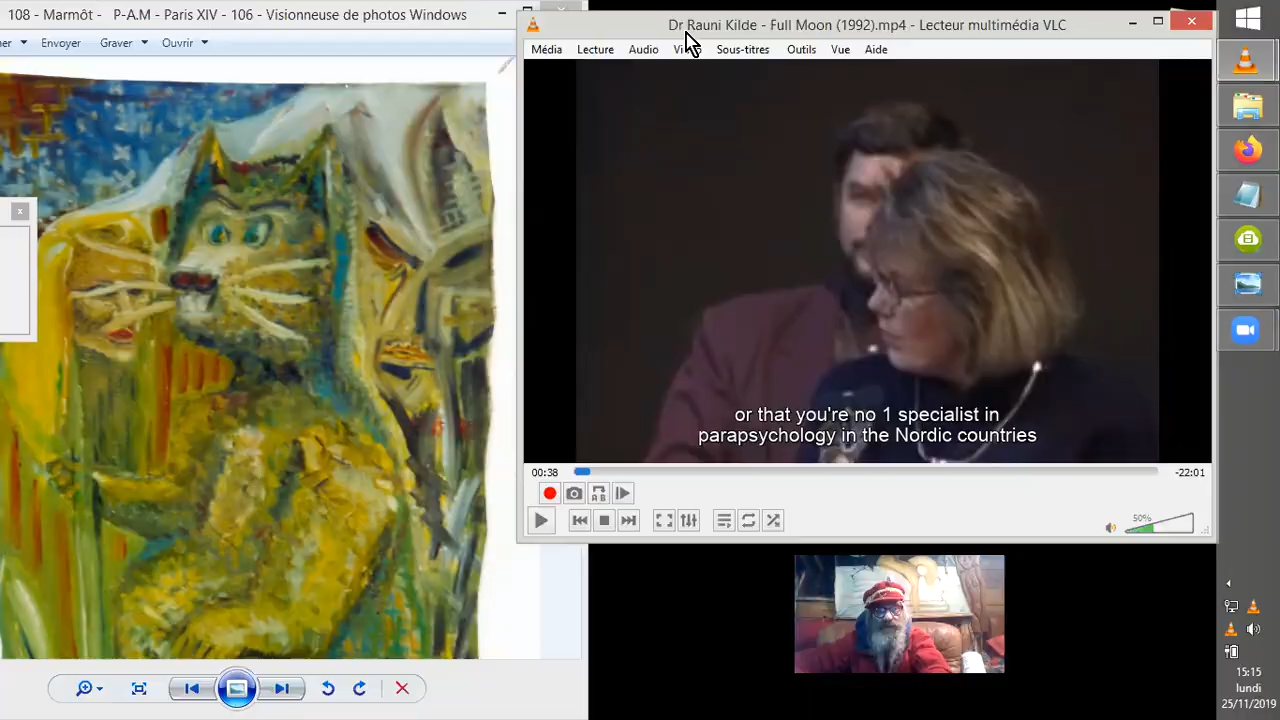 108 - Marmôt - P-A.M - Paris XIV - 106 - Visionneuse de photos Windows
Envoyer Graver Ouvrir
Dr Rauni Kilde - Full Moon (1992).mp4 - Lecteur multimédia VLC
Média Lecture Audio Sous-titres Outils Vue Aide
or that you're no 1 specialist in
parapsychology in the Nordic countries
00:38 -22:01
50%
15:15
lundi
25/11/2019